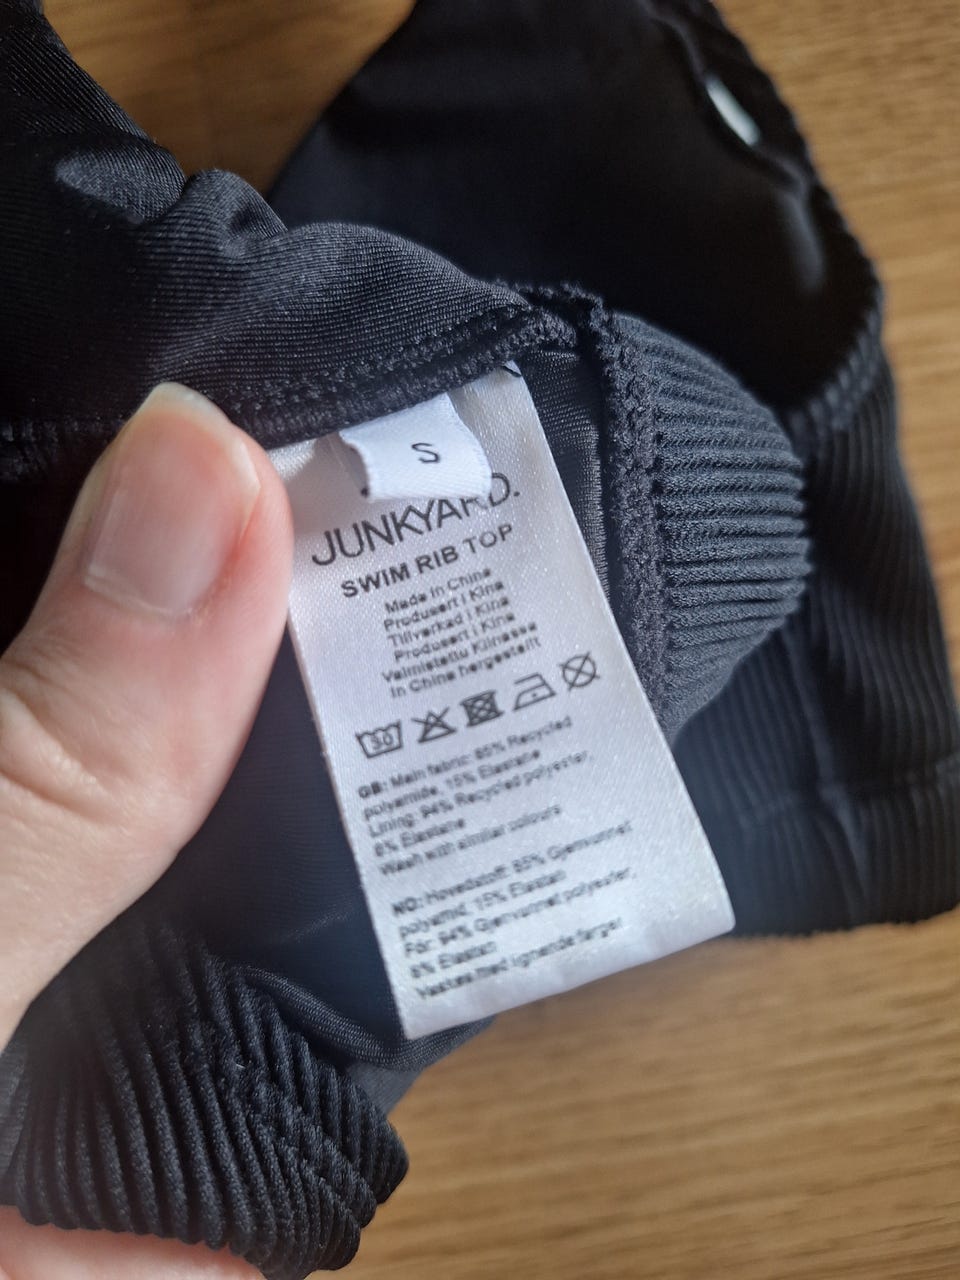 S
JUNKYARD.
SWIM RIB TOP
Made in China
Produsert i Kina
Tillverkad i Kina
Produsert i Kina
Valmistettu Kiinassa
In China hergestellt
30
GB: Main fabric: 85% Recycled
polyamide, 15% Elastane
Lining: 94% Recycled polyester,
6% Elastane
Wash with similar colours
NO: Hovedstoff: 85% Gjenvunnet
polyamid, 15% Elastan
Fôr: 94% Gjenvunnet polyester,
6% Elastan
Vaskes med lignende farger